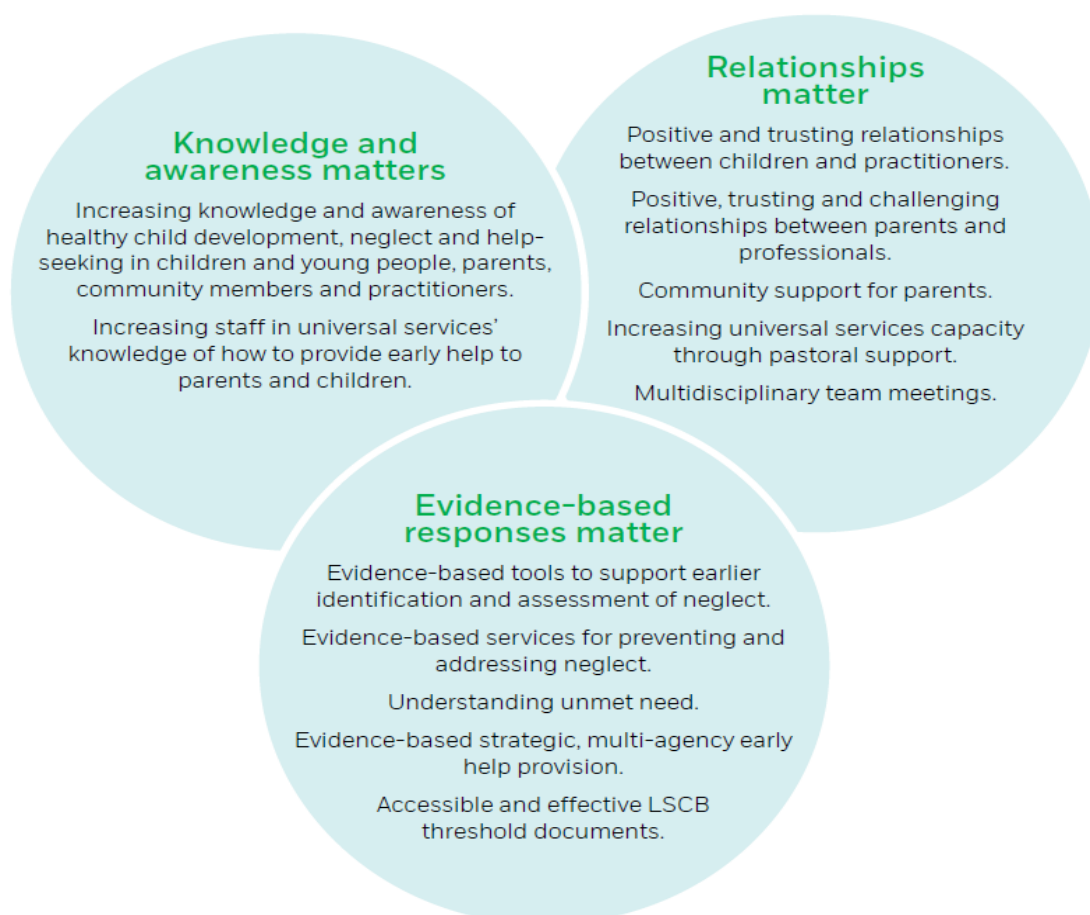 Knowledge and
awareness matters
Increasing knowledge and awareness of
healthy child development, neglect and help-
seeking in children and young people, parents,
community members and practitioners.
Increasing staff in universal services’
knowledge of how to provide early help to
parents and children.
Relationships
matter
Positive and trusting relationships
between children and practitioners.
Positive, trusting and challenging
relationships between parents and
professionals.
Community support for parents.
Increasing universal services capacity
through pastoral support.
Multidisciplinary team meetings.
Evidence-based
responses matter
Evidence-based tools to support earlier
identification and assessment of neglect.
Evidence-based services for preventing and
addressing neglect.
Understanding unmet need.
Evidence-based strategic, multi-agency early
help provision.
Accessible and effective LSCB
threshold documents.